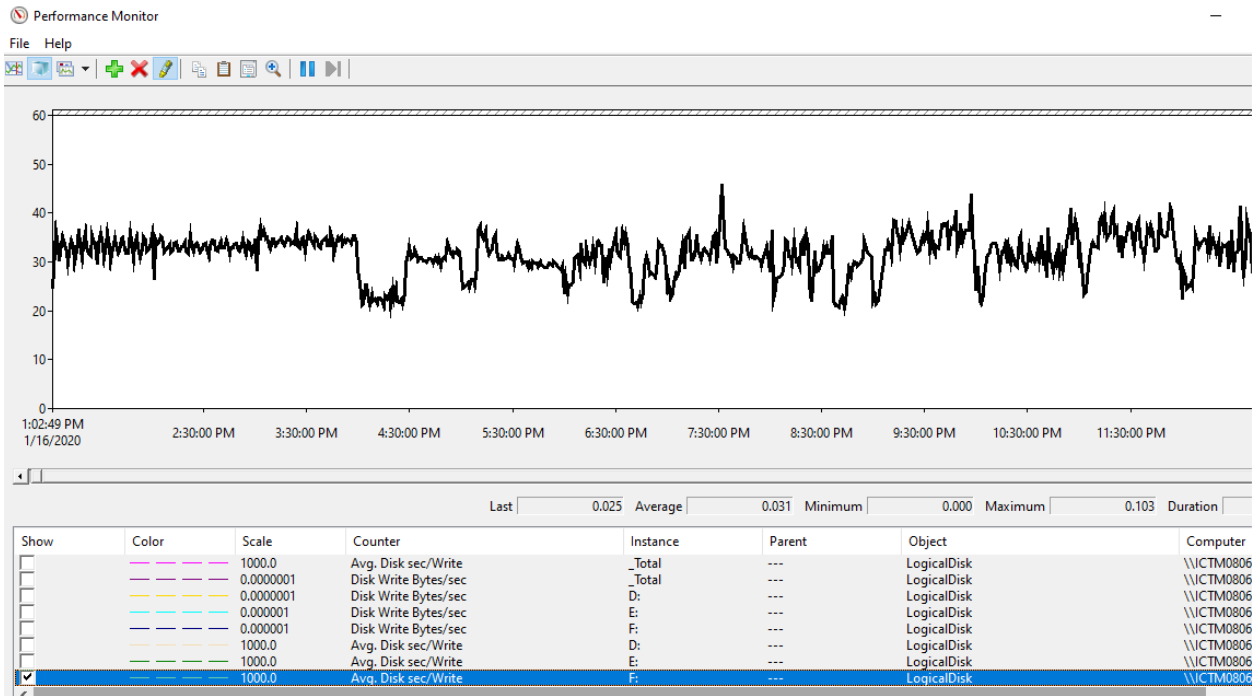 Performance Monitor
File Help
60
50
40
30
20
10
0
1:02:49 PM
1/16/2020
2:30:00 PM 3:30:00 PM 4:30:00 PM 5:30:00 PM 6:30:00 PM 7:30:00 PM 8:30:00 PM 9:30:00 PM 10:30:00 PM 11:30:00 PM
Last 0.025 Average 0.031 Minimum 0.000 Maximum 0.103 Duration
Show Color Scale Counter Instance Parent Object Computer
1000.0 Avg. Disk sec/Write _Total --- LogicalDisk \\ICTM0806
0.0000001 Disk Write Bytes/sec _Total --- LogicalDisk \\ICTM0806
0.0000001 Disk Write Bytes/sec D: --- LogicalDisk \\ICTM0806
0.000001 Disk Write Bytes/sec E: --- LogicalDisk \\ICTM0806
0.000001 Disk Write Bytes/sec F: --- LogicalDisk \\ICTM0806
1000.0 Avg. Disk sec/Write D: --- LogicalDisk \\ICTM0806
1000.0 Avg. Disk sec/Write E: --- LogicalDisk \\ICTM0806
1000.0 Avg. Disk sec/Write F: --- LogicalDisk \\ICTM0806